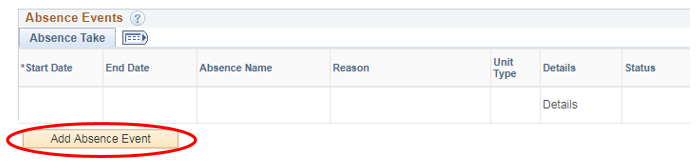 Absence Events ?
Absence Take
*Start Date End Date Absence Name Reason Unit Type Details Status
Details
Add Absence Event